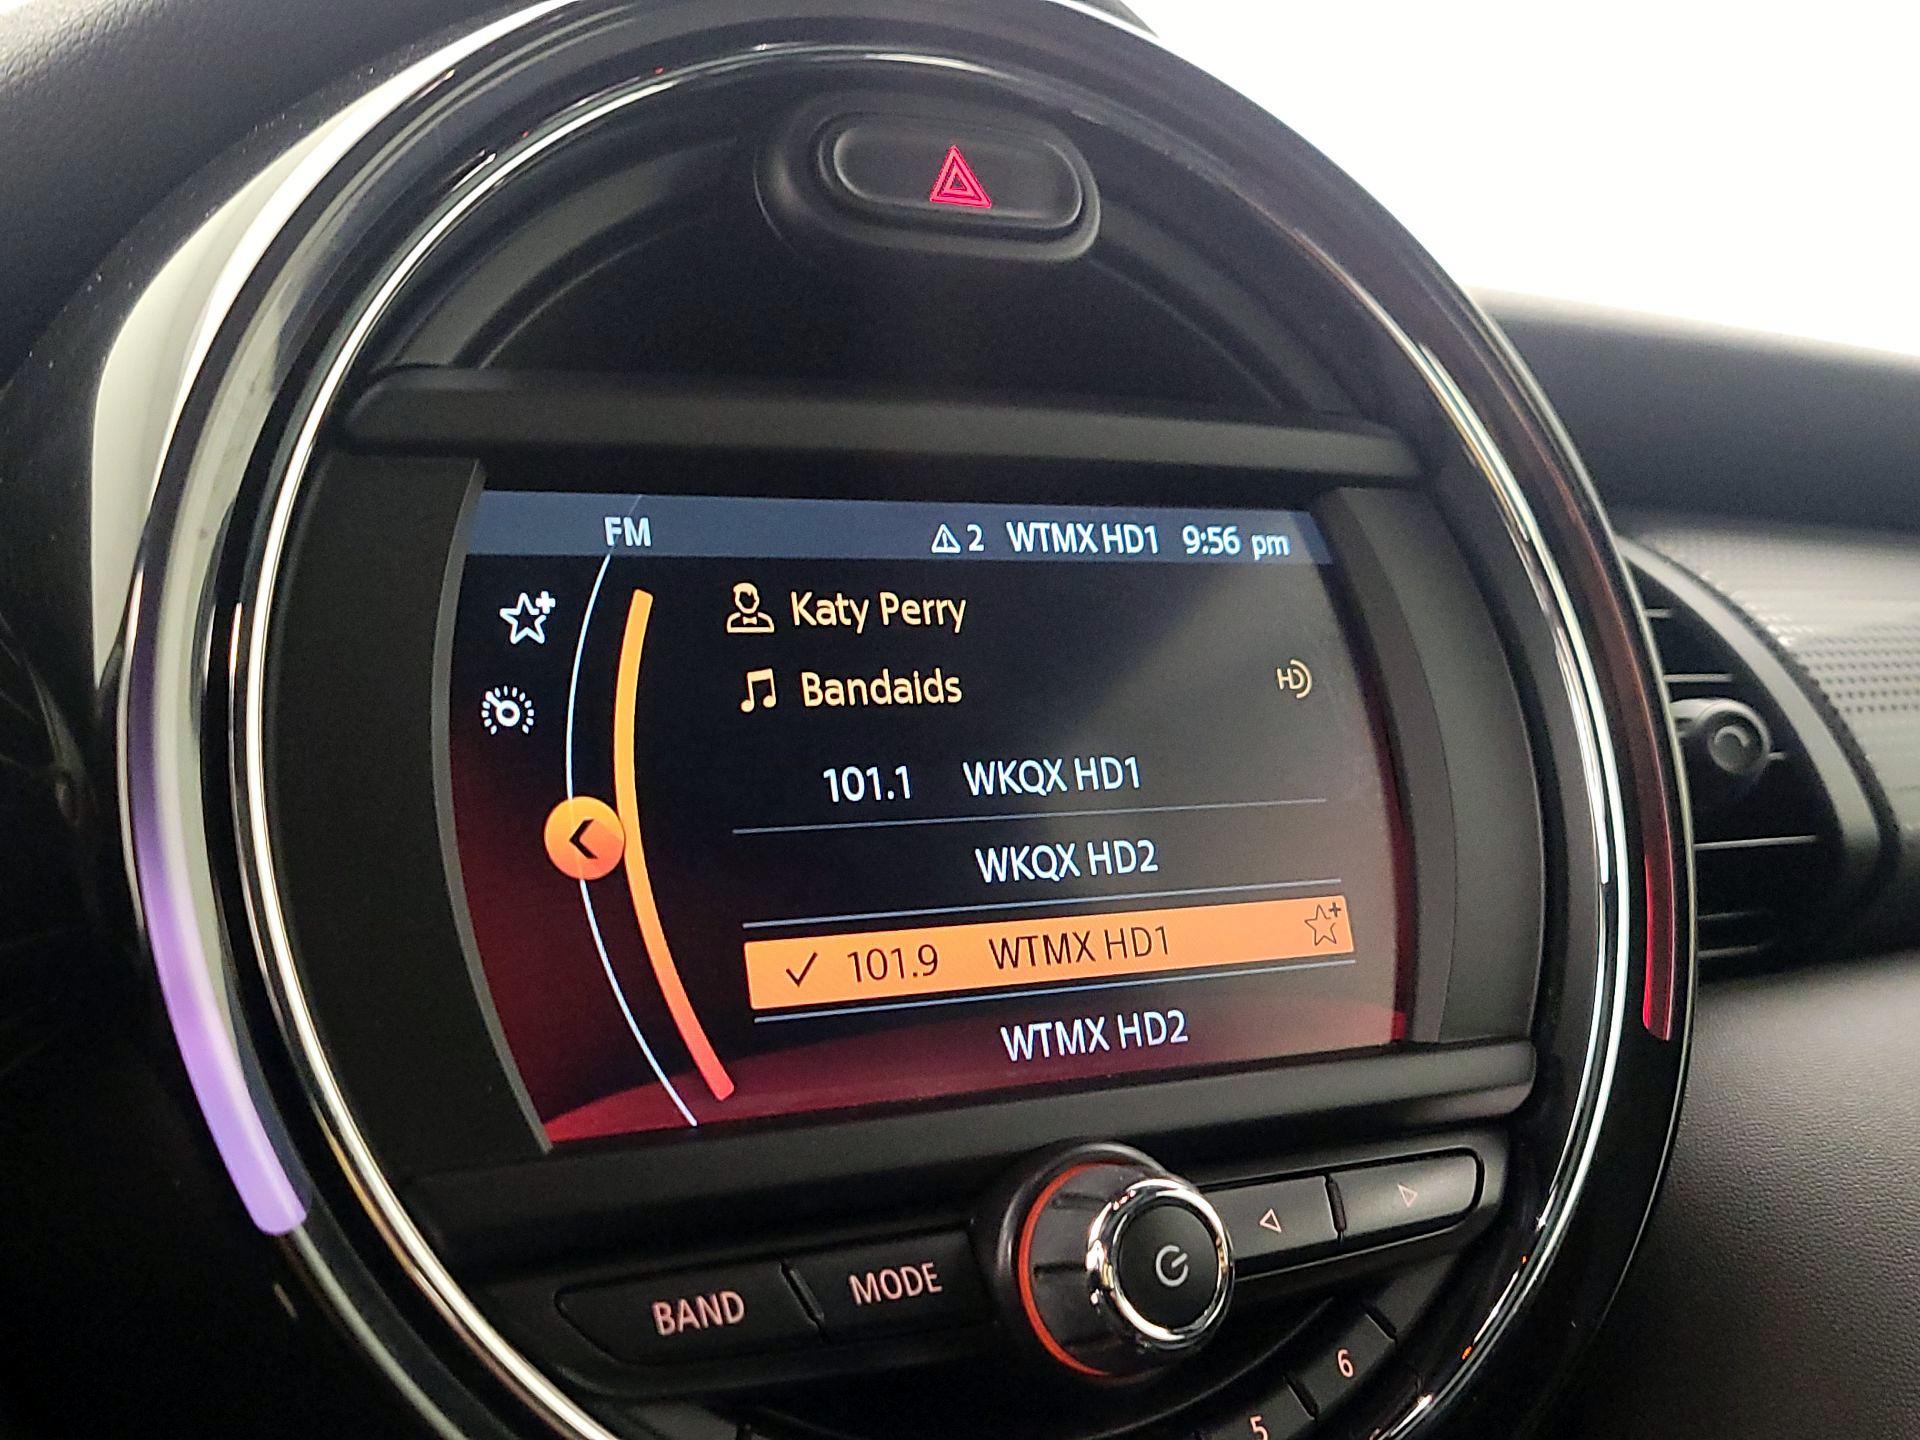 FM 2 WTMX HD1 9:56 pm
Katy Perry
Bandaids HD
101.1 WKQX HD1
WKQX HD2
101.9 WTMX HD1
WTMX HD2
BAND MODE
5 6